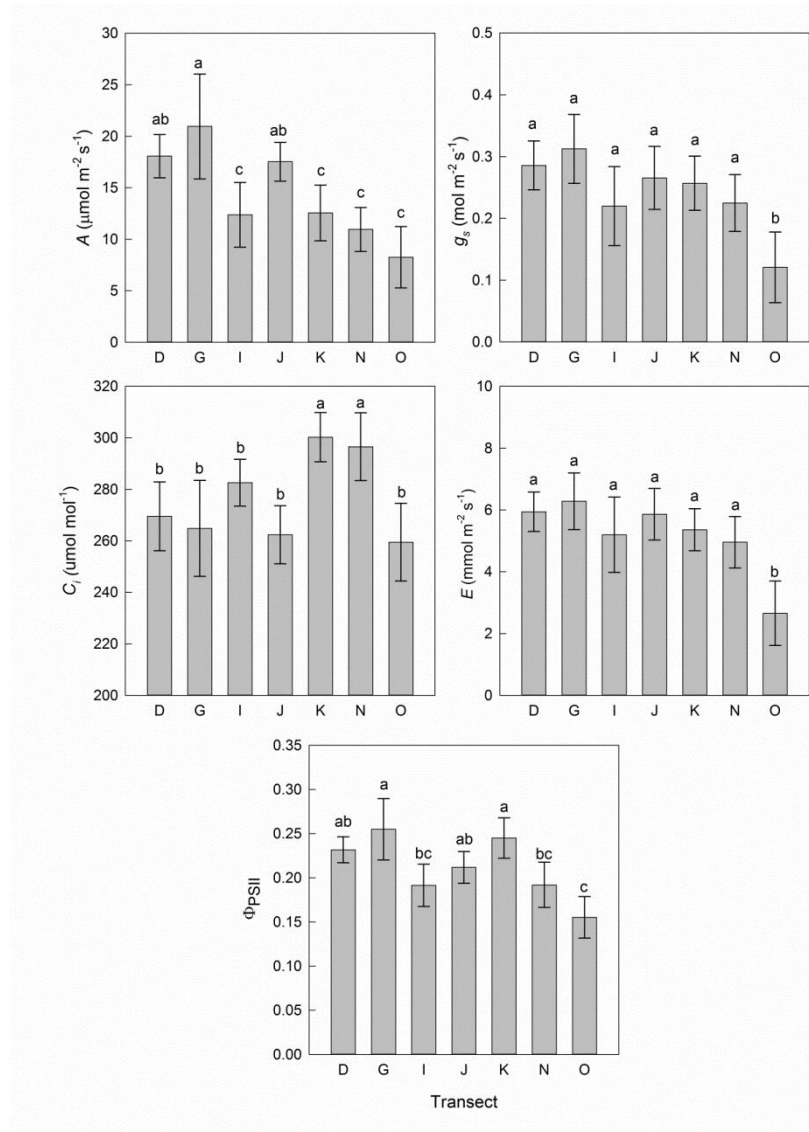 A (μmol m⁻² s⁻¹)
30
25
20
15
10
5
0
ab
a
c
ab
c
c
c
D G I J K N O
gₛ (mol m⁻² s⁻¹)
0.5
0.4
0.3
0.2
0.1
0.0
a
a
a
a
a
a
b
D G I J K N O
Cᵢ (umol mol⁻¹)
320
300
280
260
240
220
200
b
b
b
b
a
a
b
D G I J K N O
E (mmol m⁻² s⁻¹)
10
8
6
4
2
0
a
a
a
a
a
a
b
D G I J K N O
ΦPSII
0.35
0.30
0.25
0.20
0.15
0.10
0.05
0.00
ab
a
bc
ab
a
bc
c
D G I J K N O
Transect